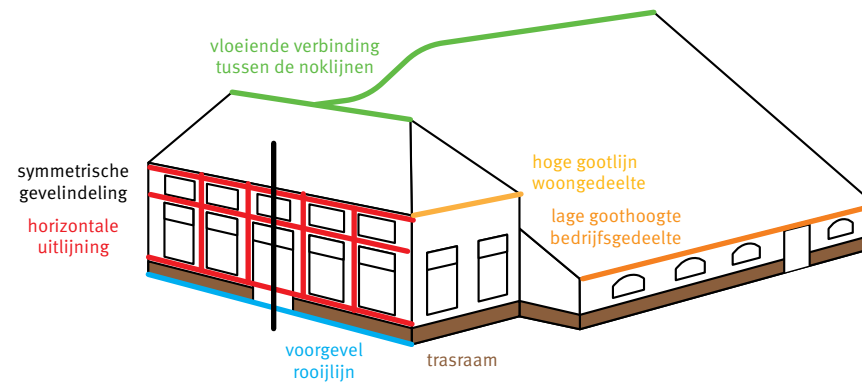 vloeiende verbinding
tussen de noklijnen
symmetrische
gevelindeling
horizontale
uitlijning
hoge gootlijn
woongedeelte
lage goothoogte
bedrijfsgedeelte
voorgevel
rooijlijn
trasraam